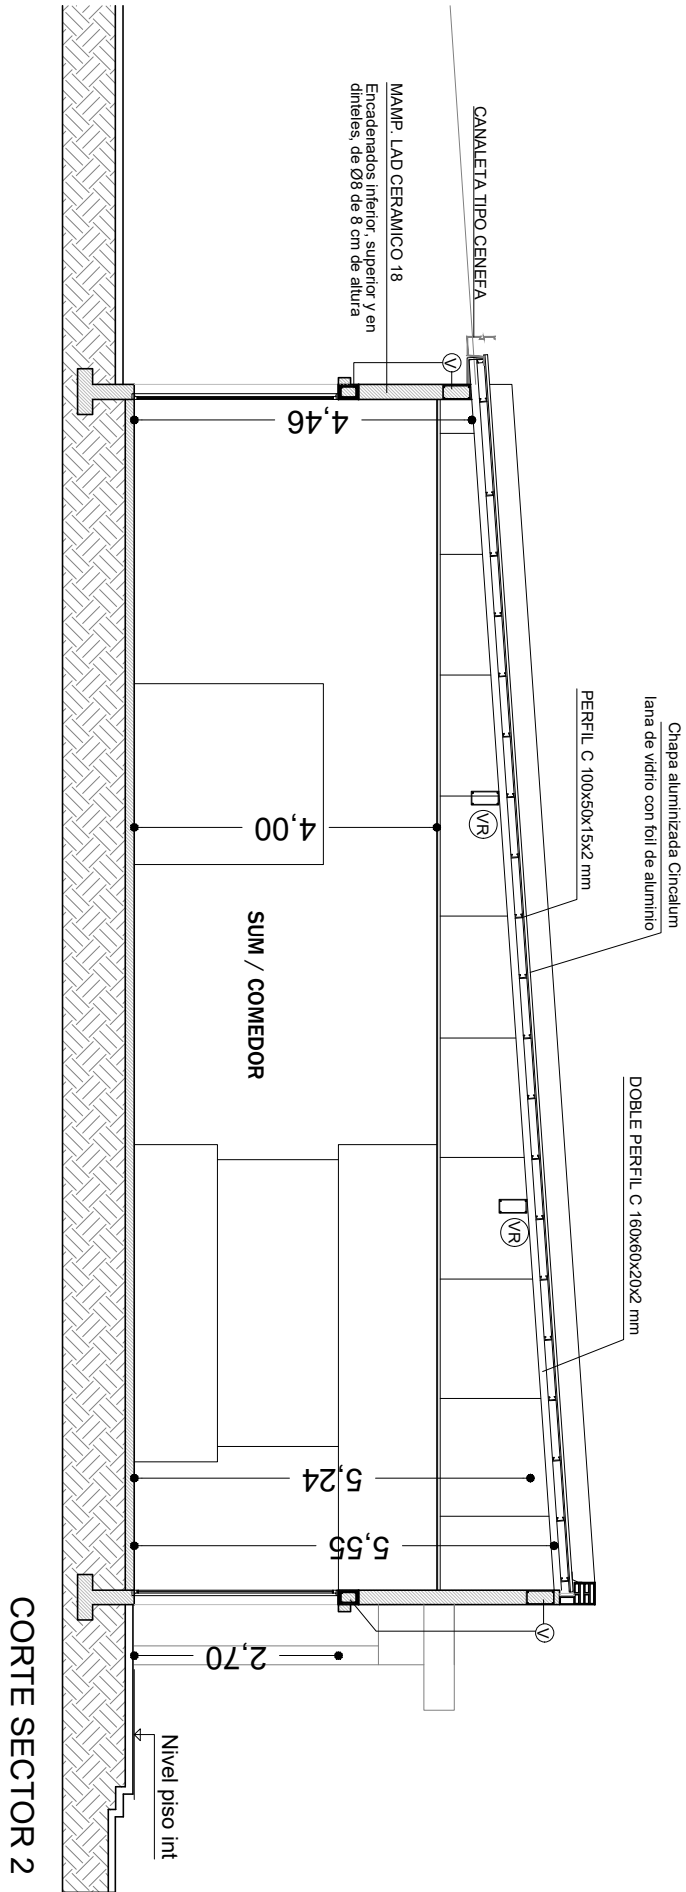 Chapa aluminizada Cincalum
lana de vidrio con foil de aluminio
CANALETA TIPO CENEFA
PERFIL C 100x50x15x2 mm
DOBLE PERFIL C 160x60x20x2 mm
MAMP. LAD CERAMICO 18
Encadenados inferior, superior y en
dinteles, de Ø8 de 8 cm de altura
V
VR
VR
V
4,46
4,00
SUM / COMEDOR
5,24
5,55
2,70
Nivel piso int
CORTE SECTOR 2